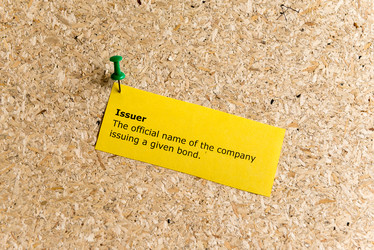 Issuer
The official name of the company
issuing a given bond.